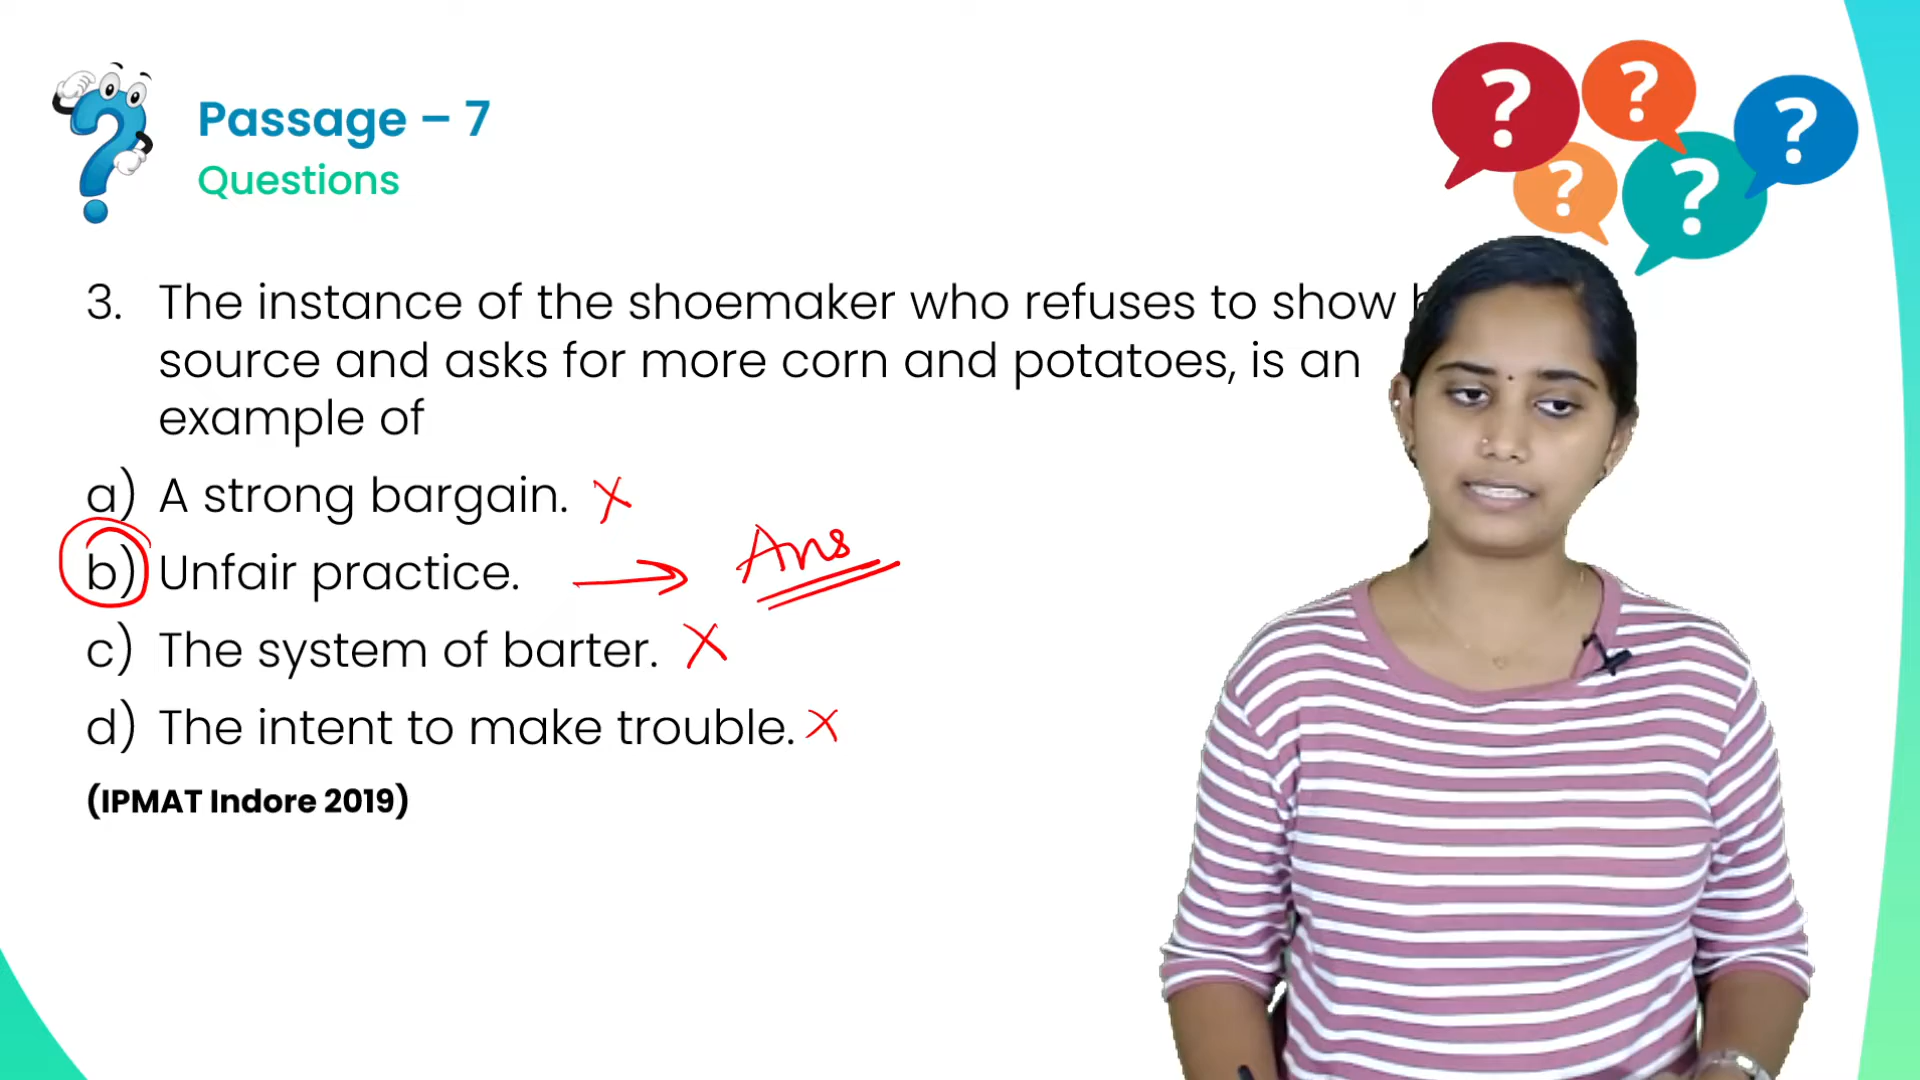 Passage – 7
Questions
3. The instance of the shoemaker who refuses to show
source and asks for more corn and potatoes, is an
example of
a) A strong bargain. X
b) Unfair practice. → Ans
c) The system of barter. X
d) The intent to make trouble. X
(IPMAT Indore 2019)